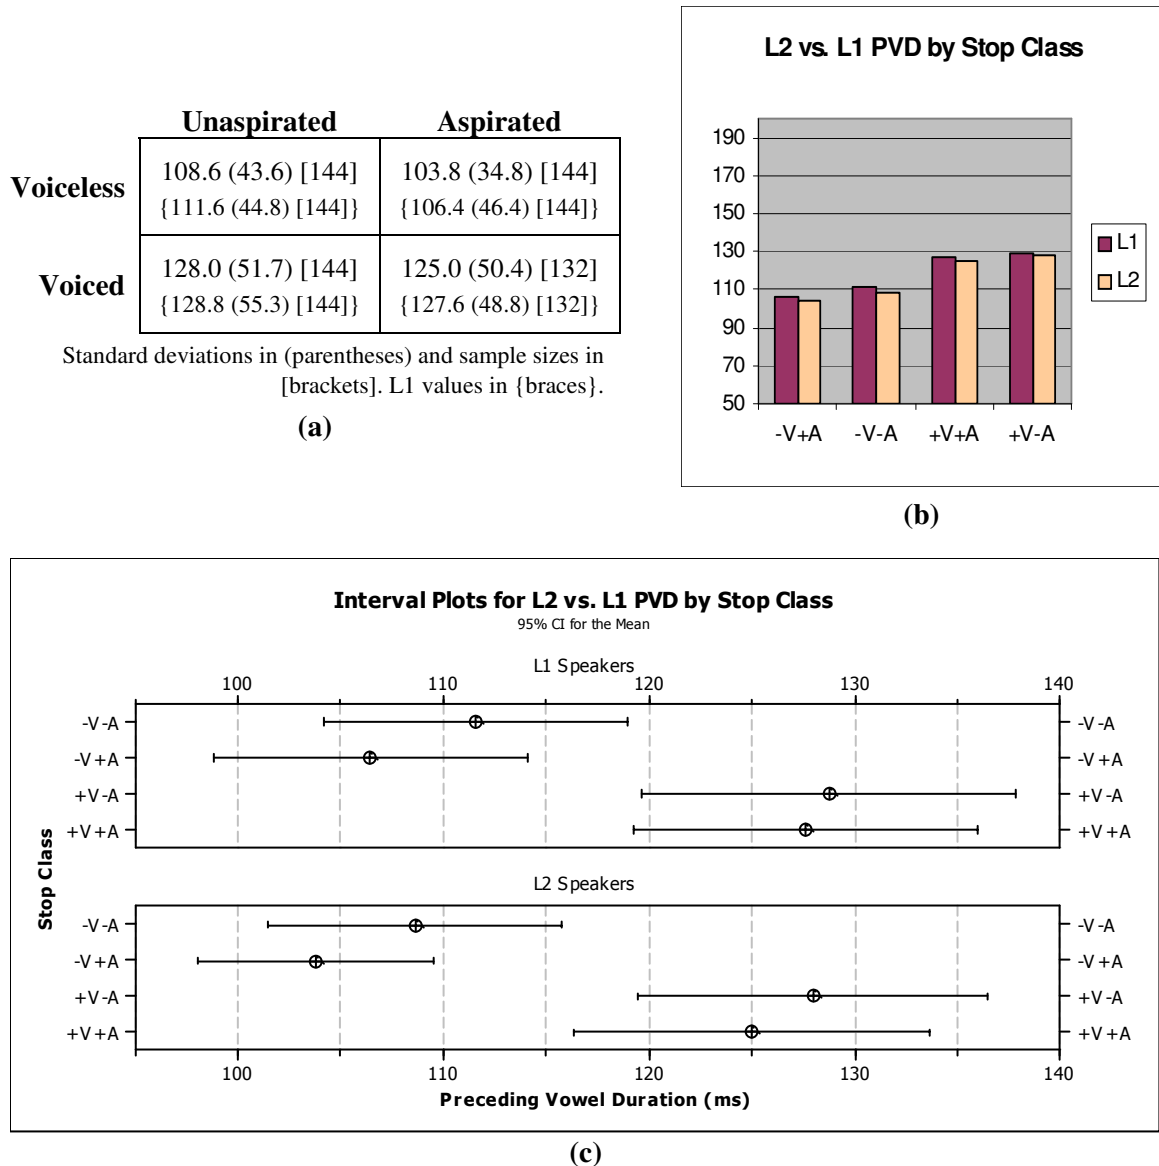 Unaspirated Aspirated
Voiceless 108.6 (43.6) [144] 103.8 (34.8) [144]
{111.6 (44.8) [144]} {106.4 (46.4) [144]}
Voiced 128.0 (51.7) [144] 125.0 (50.4) [132]
{128.8 (55.3) [144]} {127.6 (48.8) [132]}
Standard deviations in (parentheses) and sample sizes in
[brackets]. L1 values in {braces}.
(a)
L2 vs. L1 PVD by Stop Class
190
170
150
130
110
90
70
50
-V+A -V-A +V+A +V-A
L1
L2
(b)
Interval Plots for L2 vs. L1 PVD by Stop Class
95% CI for the Mean
L1 Speakers
100 110 120 130 140
-V-A -V-A
-V+A -V+A
+V-A +V-A
+V+A +V+A
Stop Class
L2 Speakers
-V-A -V-A
-V+A -V+A
+V-A +V-A
+V+A +V+A
100 110 120 130 140
Preceding Vowel Duration (ms)
(c)